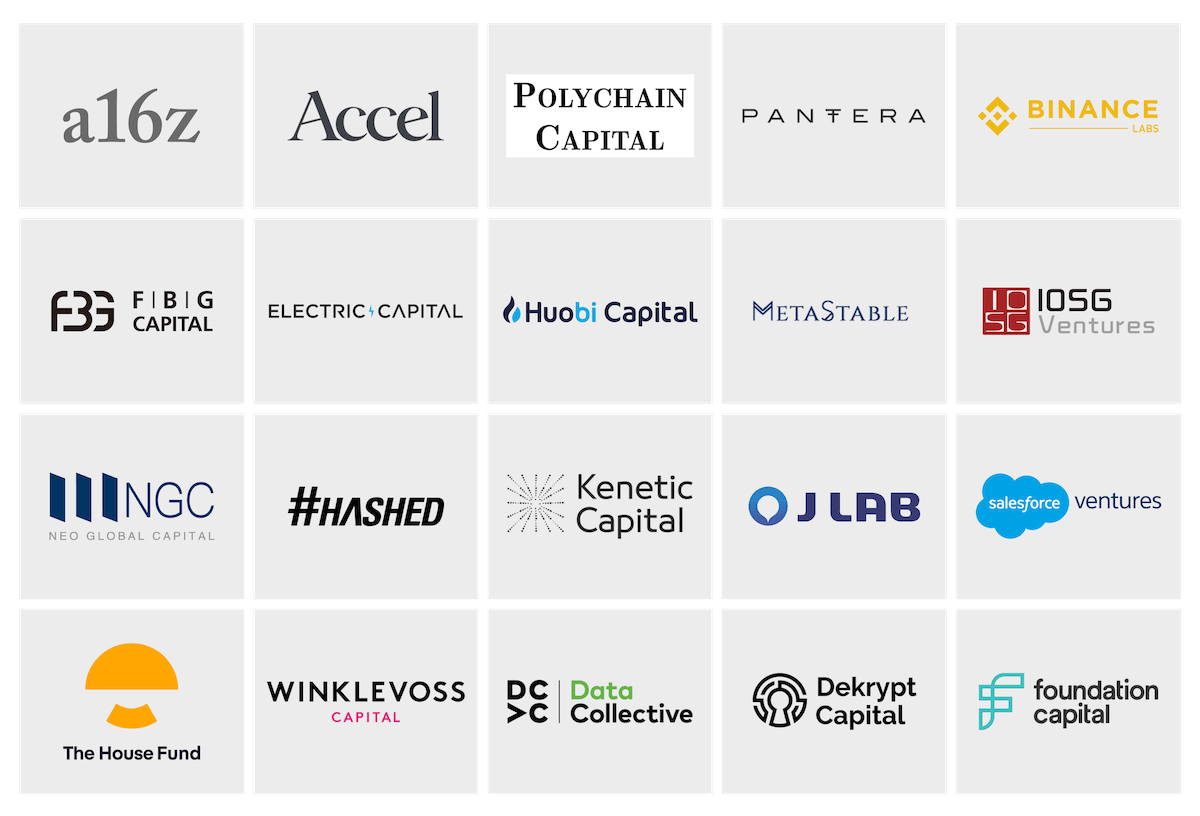 a16z
Accel
POLYCHAIN
CAPITAL
PANTERA
BINANCE
LABS
FBG
F|B|G
CAPITAL
ELECTRIC CAPITAL
Huobi Capital
METASTABLE
IO
SG
IOSG
Ventures
NGC
NEO GLOBAL CAPITAL
#HASHED
Kenetic
Capital
J LAB
salesforce ventures
The House Fund
WINKLEVOSS
CAPITAL
DC
>C
Data
Collective
Dekrypt
Capital
foundation
capital